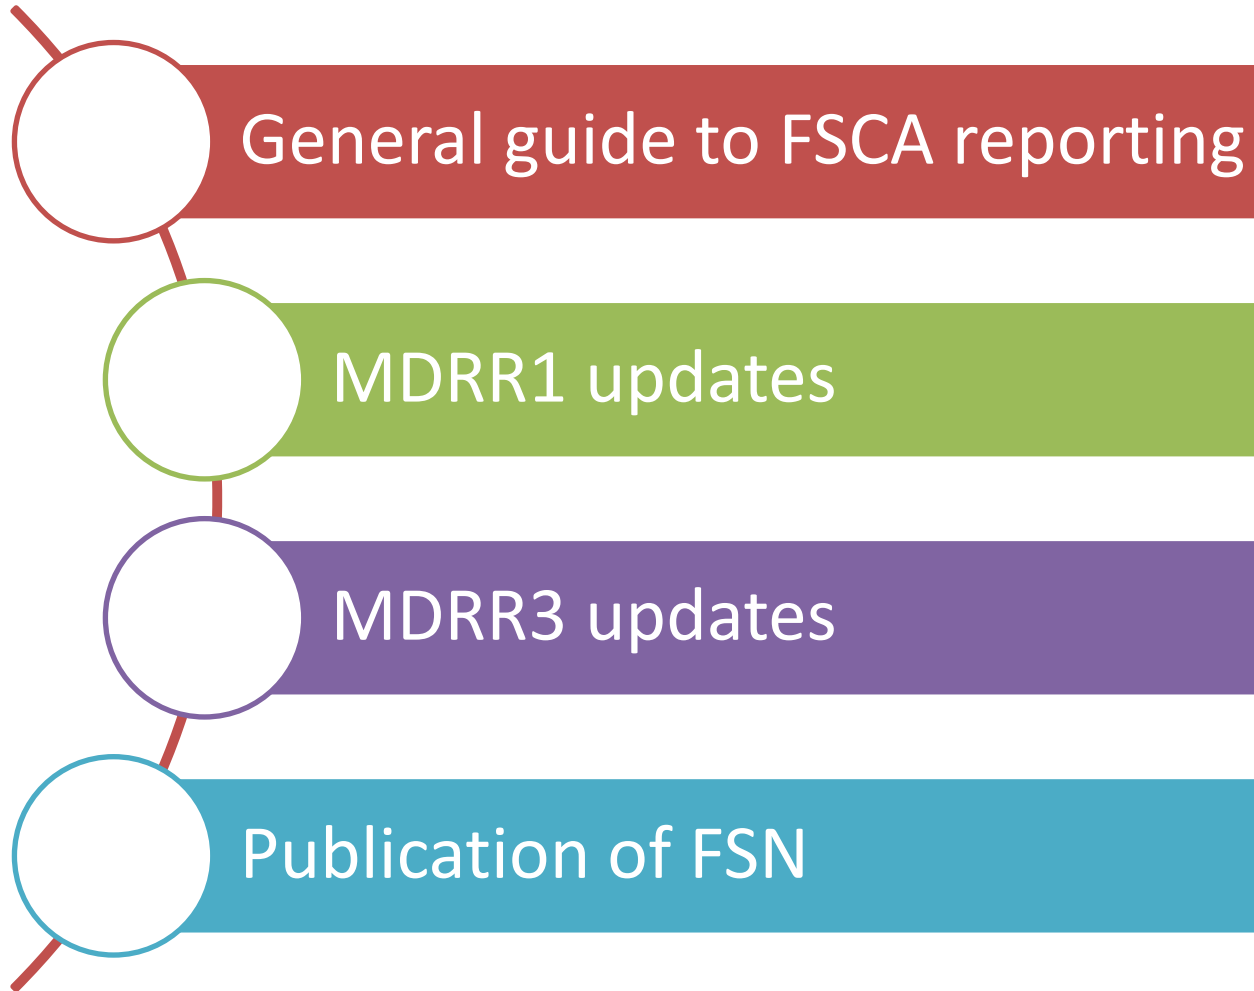 General guide to FSCA reporting
MDRR1 updates
MDRR3 updates
Publication of FSN